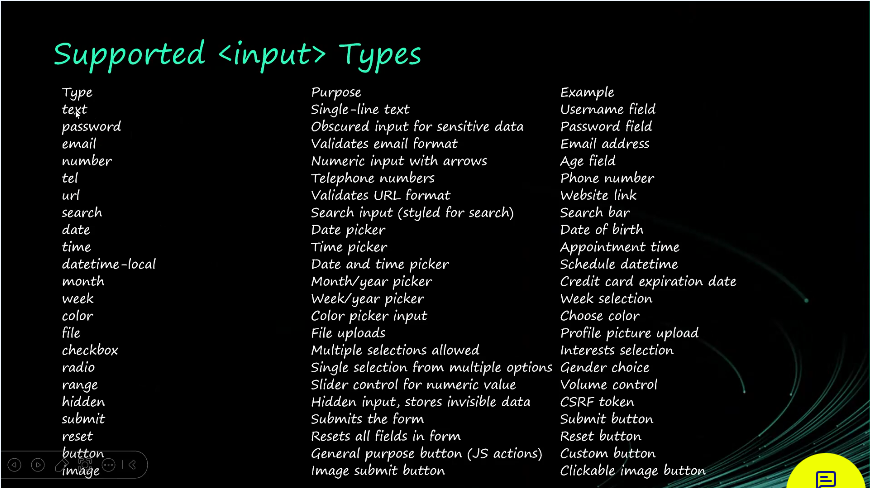 Supported <input> Types
Type Purpose Example
text Single-line text Username field
password Obscured input for sensitive data Password field
email Validates email format Email address
number Numeric input with arrows Age field
tel Telephone numbers Phone number
url Validates URL format Website link
search Search input (styled for search) Search bar
date Date picker Date of birth
time Time picker Appointment time
datetime-local Date and time picker Schedule datetime
month Month/year picker Credit card expiration date
week Week/year picker Week selection
color Color picker input Choose color
file File uploads Profile picture upload
checkbox Multiple selections allowed Interests selection
radio Single selection from multiple options Gender choice
range Slider control for numeric value Volume control
hidden Hidden input, stores invisible data CSRF token
submit Submits the form Submit button
reset Resets all fields in form Reset button
button General purpose button (JS actions) Custom button
image Image submit button Clickable image button